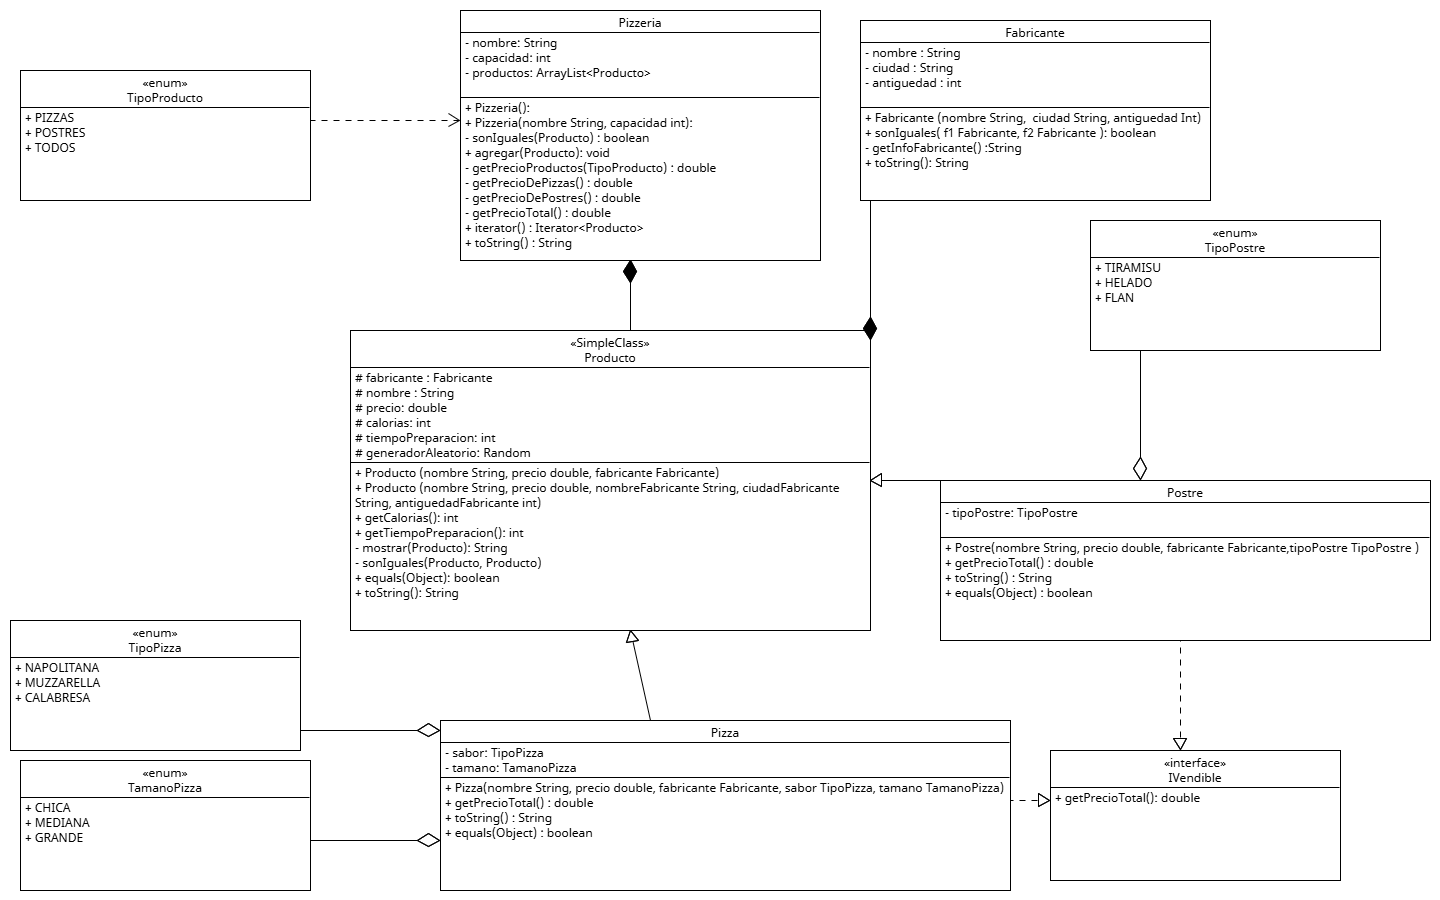 Pizzeria
- nombre: String
- capacidad: int
- productos: ArrayList<Producto>
+ Pizzeria():
+ Pizzeria(nombre String, capacidad int):
- sonIguales(Producto) : boolean
+ agregar(Producto): void
- getPrecioProductos(TipoProducto) : double
- getPrecioDePizzas() : double
- getPrecioDePostres() : double
- getPrecioTotal() : double
+ iterator() : Iterator<Producto>
+ toString() : String
Fabricante
- nombre : String
- ciudad : String
- antiguedad : int
+ Fabricante (nombre String,  ciudad String, antiguedad Int)
+ sonIguales( f1 Fabricante, f2 Fabricante ): boolean
- getInfoFabricante() :String
+ toString(): String
«enum»
TipoProducto
+ PIZZAS
+ POSTRES
+ TODOS
«enum»
TipoPostre
+ TIRAMISU
+ HELADO
+ FLAN
«SimpleClass»
Producto
# fabricante : Fabricante
# nombre : String
# precio: double
# calorias: int
# tiempoPreparacion: int
# generadorAleatorio: Random
+ Producto (nombre String, precio double, fabricante Fabricante)
+ Producto (nombre String, precio double, nombreFabricante String, ciudadFabricante
String, antiguedadFabricante int)
+ getCalorias(): int
+ getTiempoPreparacion(): int
- mostrar(Producto): String
- sonIguales(Producto, Producto)
+ equals(Object): boolean
+ toString(): String
Postre
- tipoPostre: TipoPostre
+ Postre(nombre String, precio double, fabricante Fabricante,tipoPostre TipoPostre )
+ getPrecioTotal() : double
+ toString() : String
+ equals(Object) : boolean
«enum»
TipoPizza
+ NAPOLITANA
+ MUZZARELLA
+ CALABRESA
«enum»
TamanoPizza
+ CHICA
+ MEDIANA
+ GRANDE
Pizza
- sabor: TipoPizza
- tamano: TamanoPizza
+ Pizza(nombre String, precio double, fabricante Fabricante, sabor TipoPizza, tamano TamanoPizza)
+ getPrecioTotal() : double
+ toString() : String
+ equals(Object) : boolean
«interface»
IVendible
+ getPrecioTotal(): double